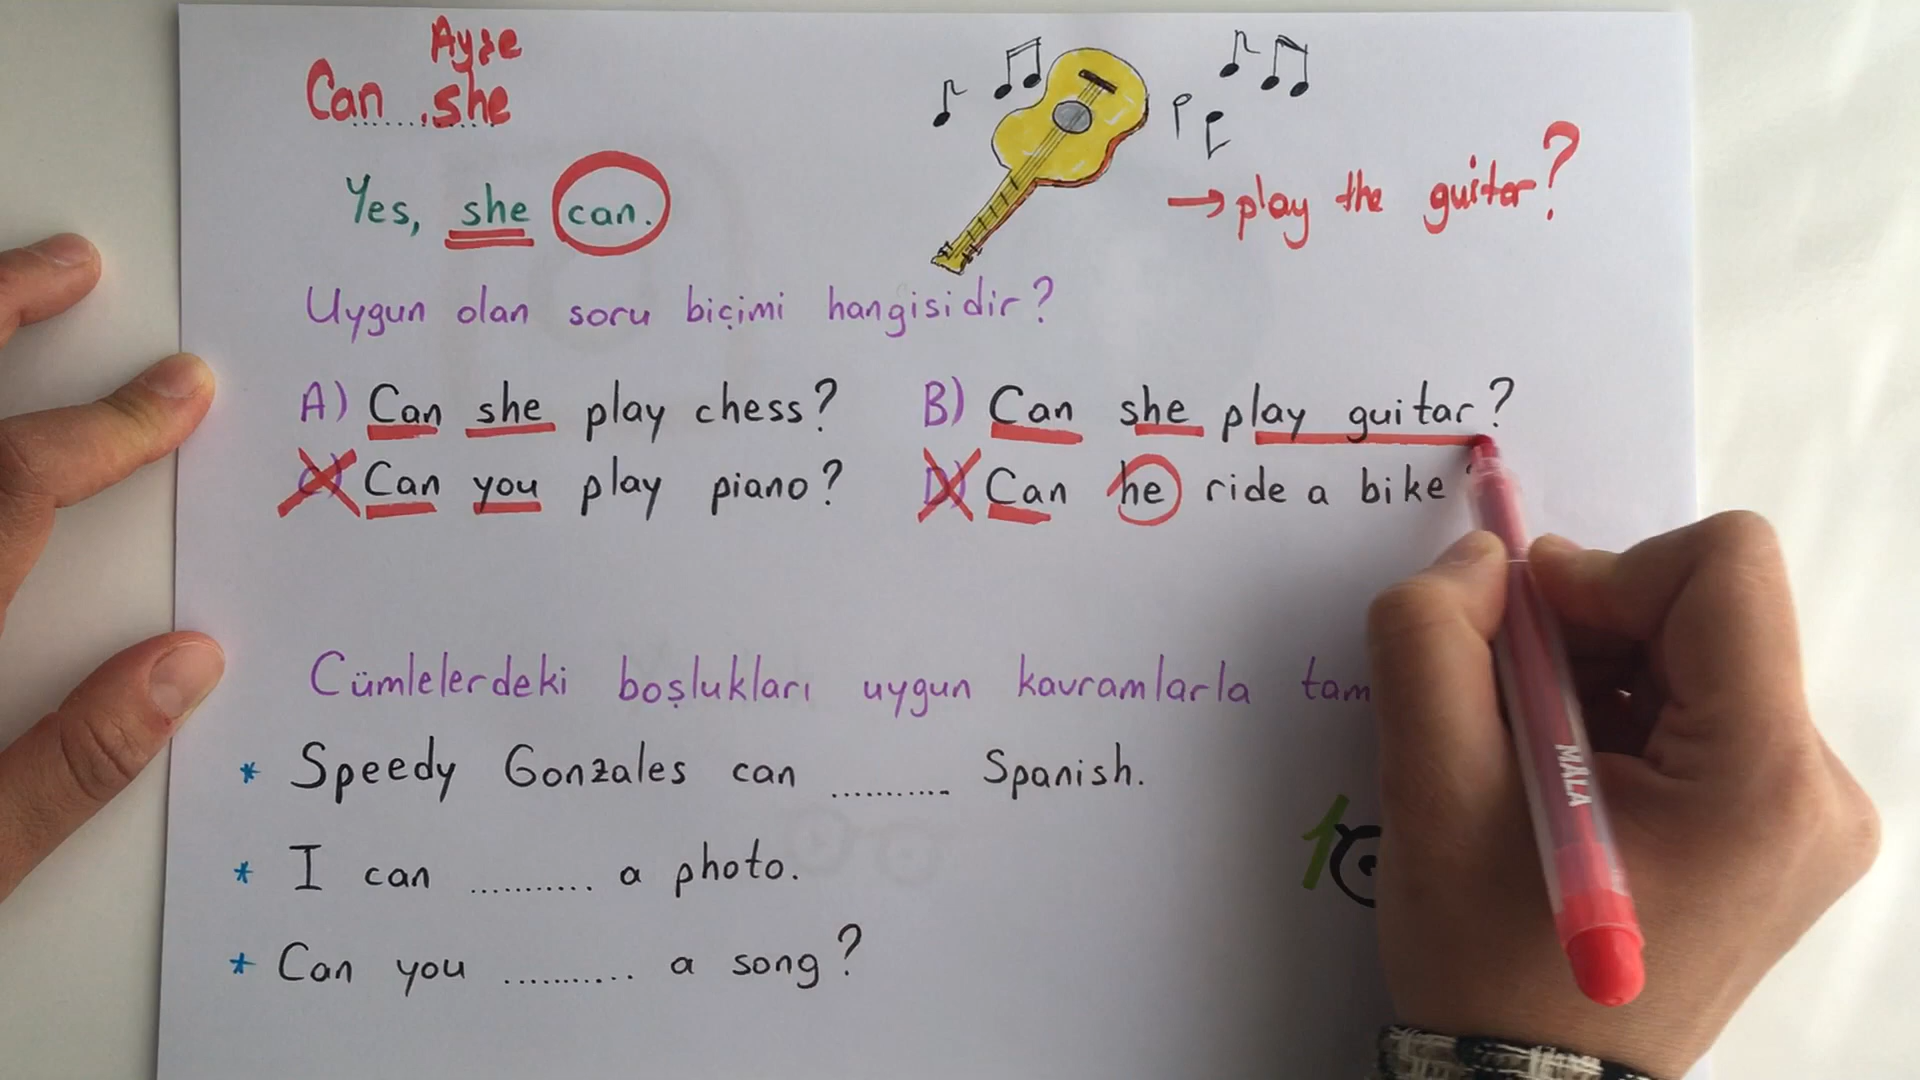 Ayşe
Can she
Yes, she can.
→ play the guitar?
Uygun olan soru biçimi hangisidir?
A) Can she play chess? B) Can she play guitar?
C) Can you play piano? D) Can he ride a bike ?
Cümlelerdeki boşlukları uygun kavramlarla tam
* Speedy Gonzales can ........... Spanish.
* I can ........... a photo.
* Can you ........... a song?
MALA